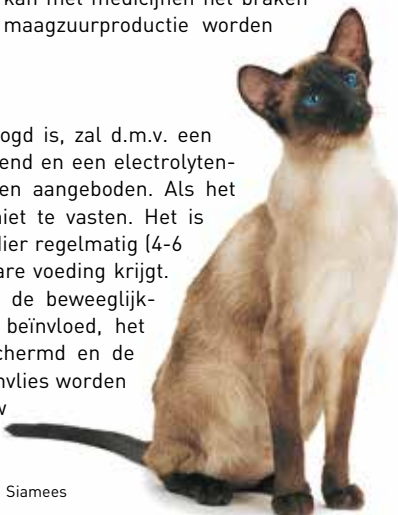 kan met medicijnen het braken
maagzuurproductie worden
ogd is, zal d.m.v. een
end en een electrolyten-
en aangeboden. Als het
niet te vasten. Het is
dier regelmatig (4-6
are voeding krijgt.
de beweeglijk-
beïnvloed, het
chermd en de
nvlies worden
Siamees